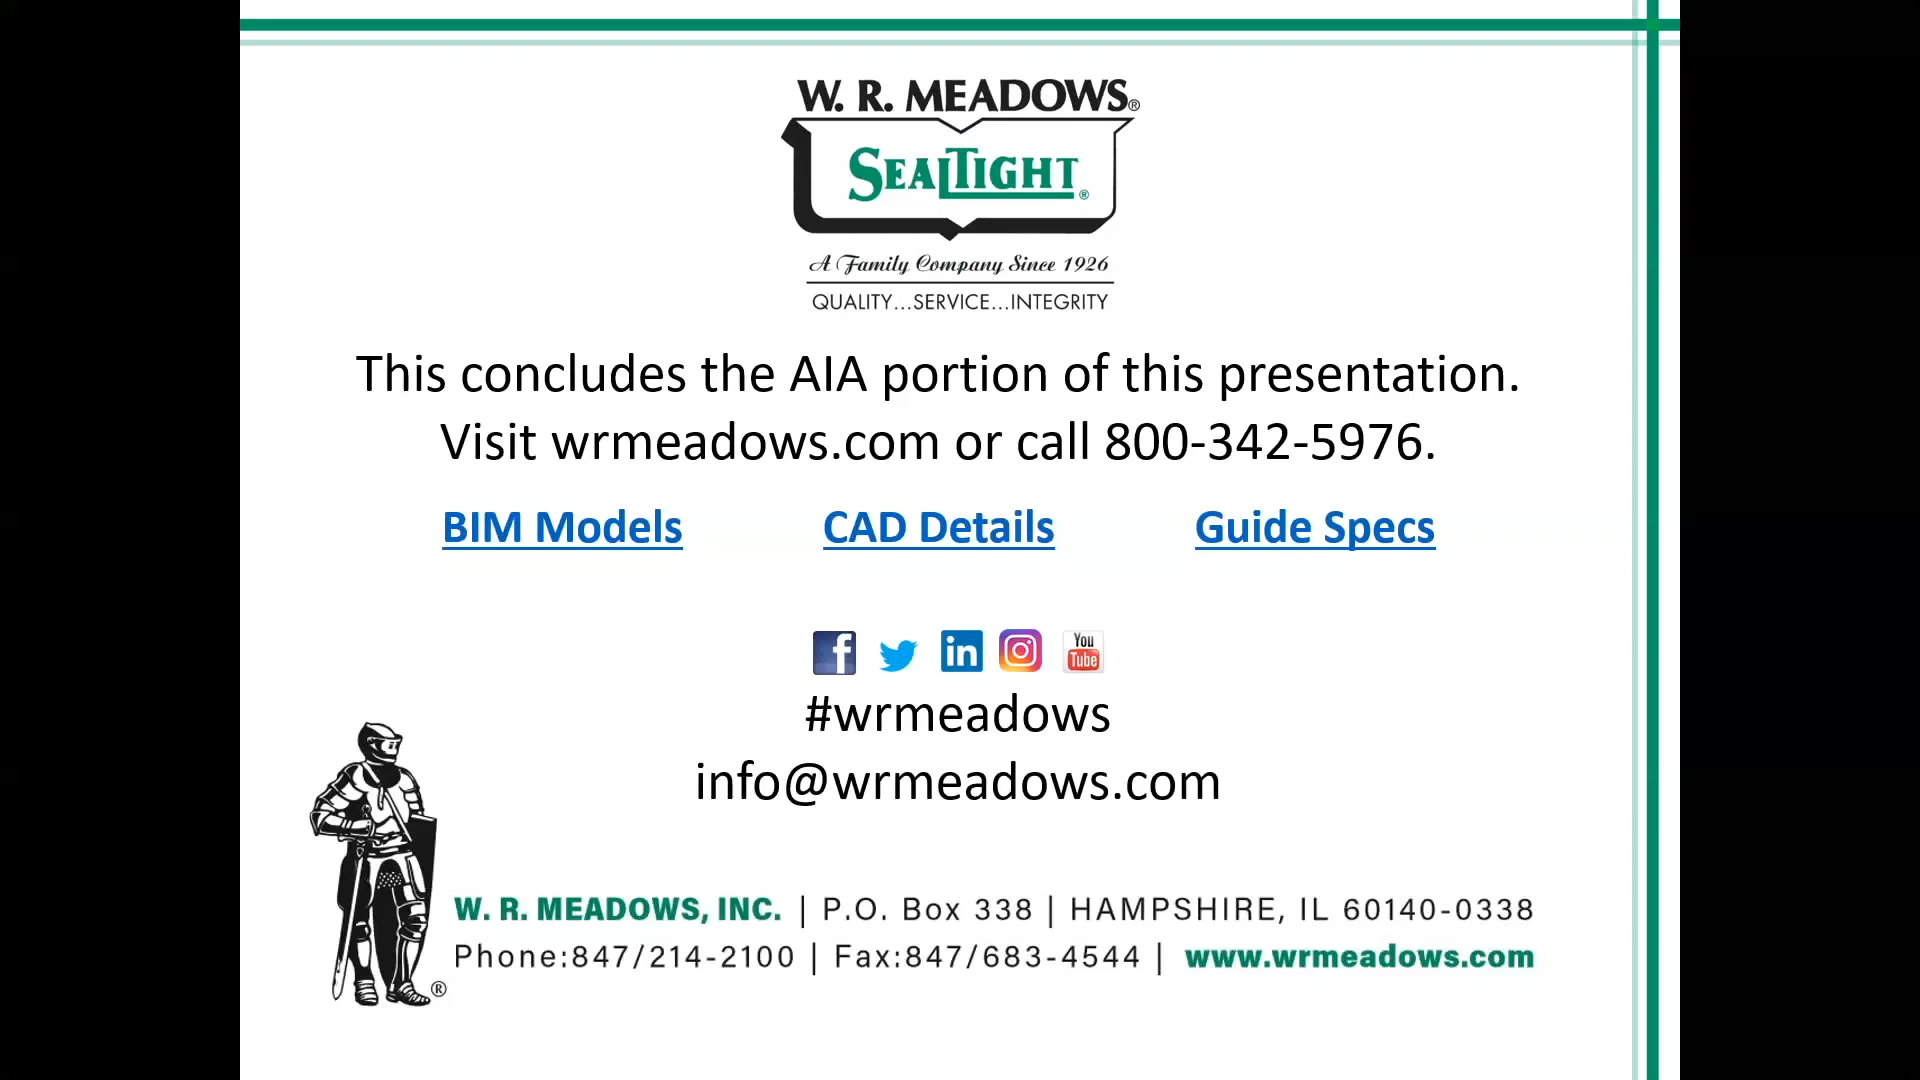 W. R. MEADOWS®
SEALTIGHT®
A Family Company Since 1926
QUALITY...SERVICE...INTEGRITY
This concludes the AIA portion of this presentation.
Visit wrmeadows.com or call 800-342-5976.
BIM Models CAD Details Guide Specs
f in You Tube
#wrmeadows
info@wrmeadows.com
W. R. MEADOWS, INC. | P.O. Box 338 | HAMPSHIRE, IL 60140-0338
Phone:847/214-2100 | Fax:847/683-4544 | www.wrmeadows.com
®